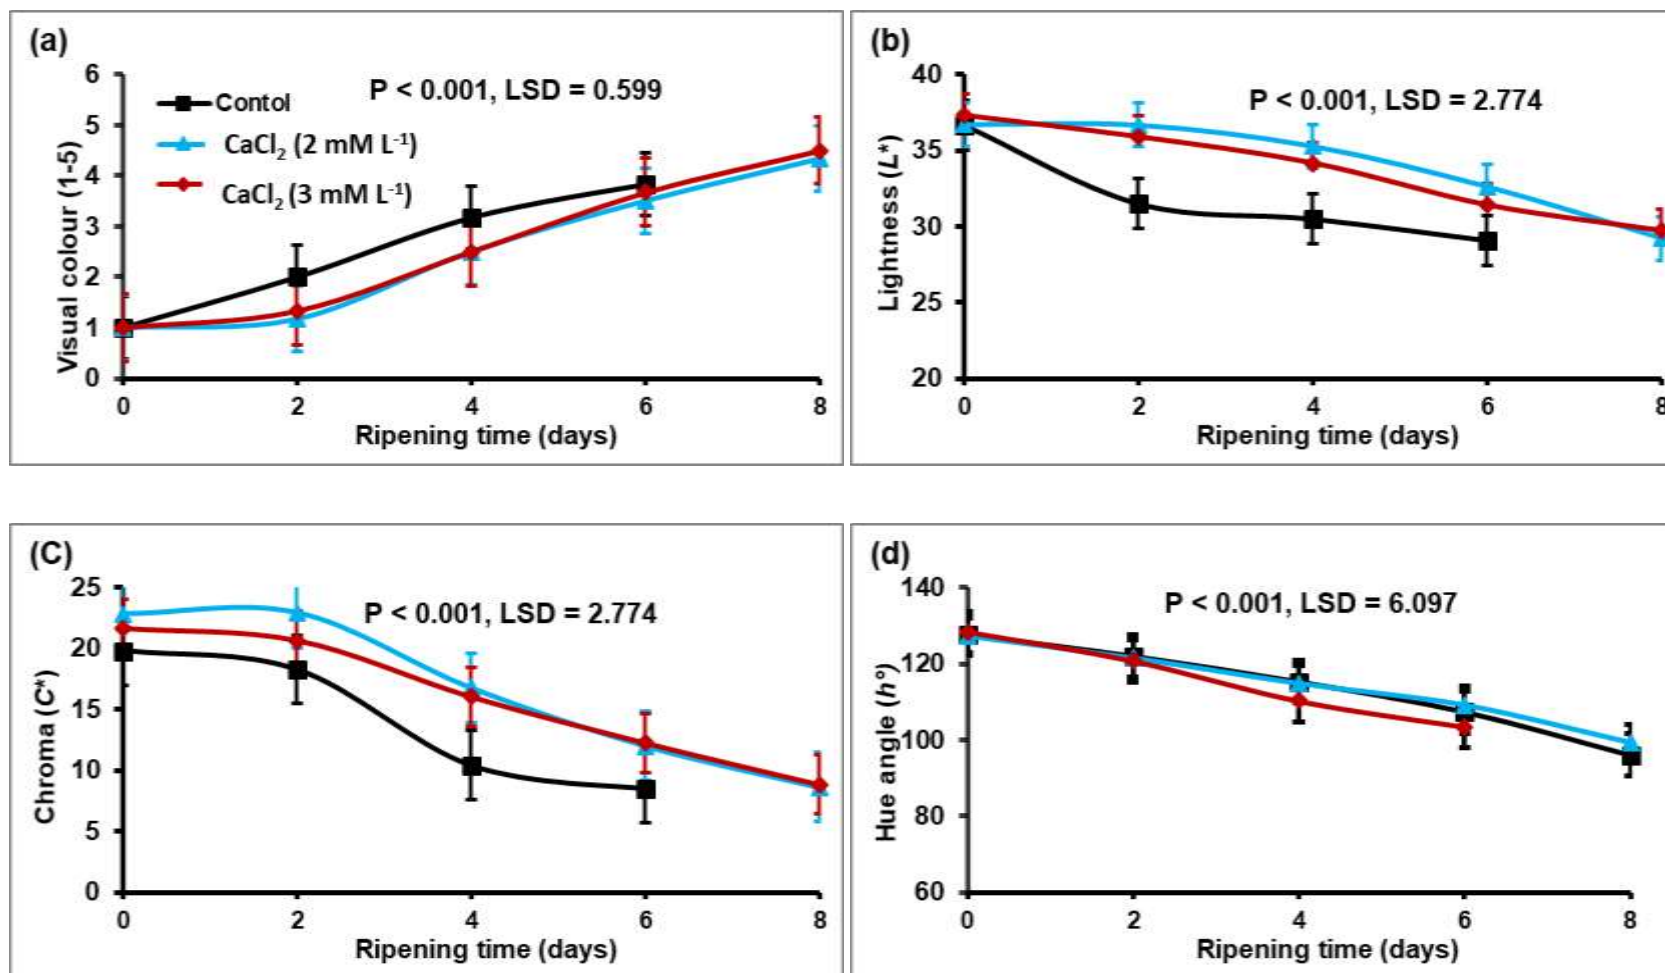 (a)
P < 0.001, LSD = 0.599
Contol
CaCl₂ (2 mM L⁻¹)
CaCl₂ (3 mM L⁻¹)
Visual colour (1-5)
6
5
4
3
2
1
0
0 2 4 6 8
Ripening time (days)
(b)
P < 0.001, LSD = 2.774
Lightness (L*)
40
35
30
25
20
0 2 4 6 8
Ripening time (days)
(C)
P < 0.001, LSD = 2.774
Chroma (C*)
25
20
15
10
5
0
0 2 4 6 8
Ripening time (days)
(d)
P < 0.001, LSD = 6.097
Hue angle (h°)
140
120
100
80
60
0 2 4 6 8
Ripening time (days)